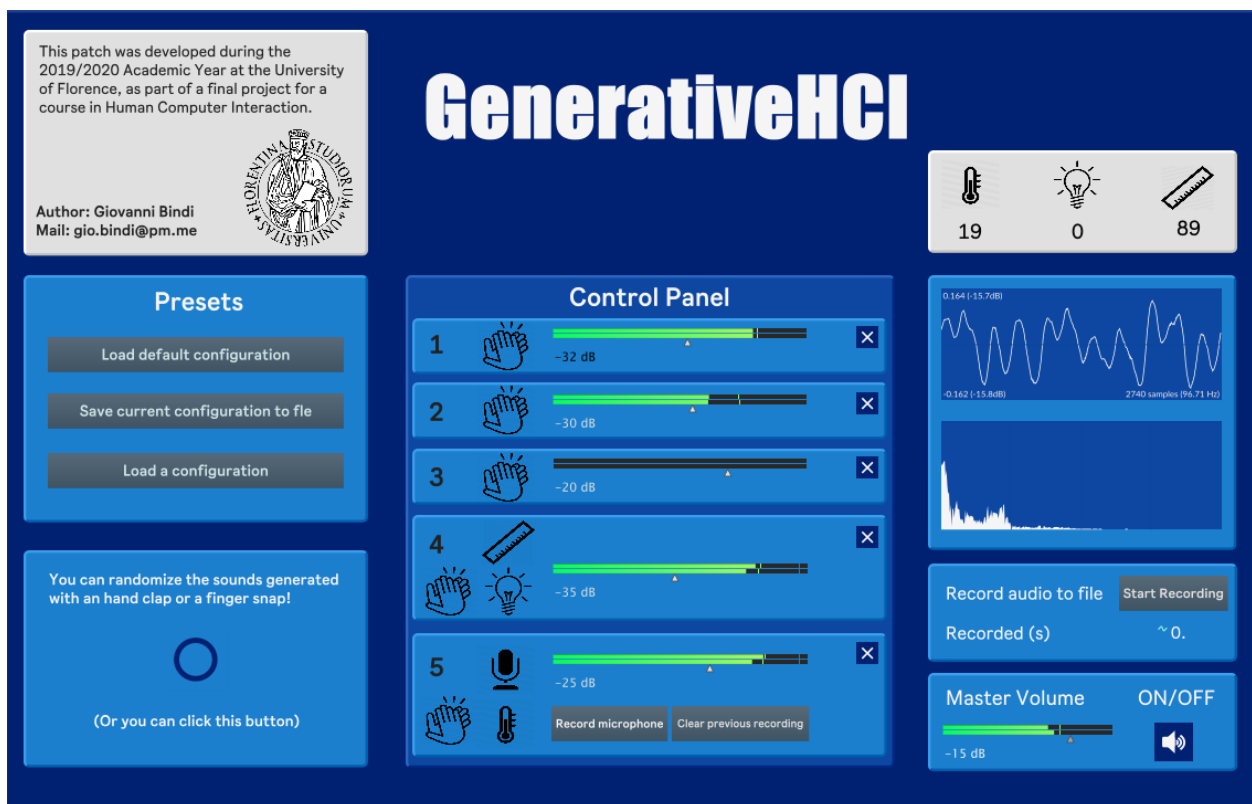 This patch was developed during the
2019/2020 Academic Year at the University
of Florence, as part of a final project for a
course in Human Computer Interaction.
FLORENTINA STUDIORUM UNIVERSITAS
Author: Giovanni Bindi
Mail: gio.bindi@pm.me
GenerativeHCI
19
0
89
Presets
Load default configuration
Save current configuration to fle
Load a configuration
You can randomize the sounds generated
with an hand clap or a finger snap!
(Or you can click this button)
Control Panel
1
-32 dB
2
-30 dB
3
-20 dB
4
-35 dB
5
-25 dB
Record microphone
Clear previous recording
0.164 (-15.7dB)
-0.162 (-15.8dB)
2740 samples (96.71 Hz)
Record audio to file
Start Recording
Recorded (s)
~0.
Master Volume
ON/OFF
-15 dB